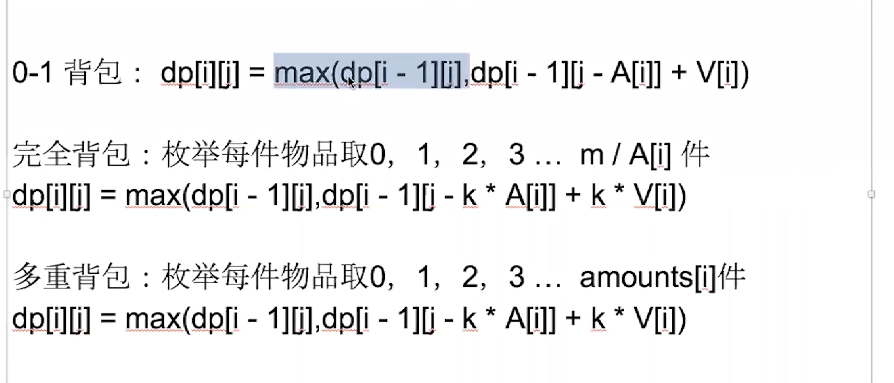 0-1 背包： dp[i][j] = max(dp[i - 1][j],dp[i - 1][j - A[i]] + V[i])
完全背包：枚举每件物品取0，1，2，3 … m / A[i] 件
dp[i][j] = max(dp[i - 1][j],dp[i - 1][j - k * A[i]] + k * V[i])
多重背包：枚举每件物品取0，1，2，3 … amounts[i]件
dp[i][j] = max(dp[i - 1][j],dp[i - 1][j - k * A[i]] + k * V[i])